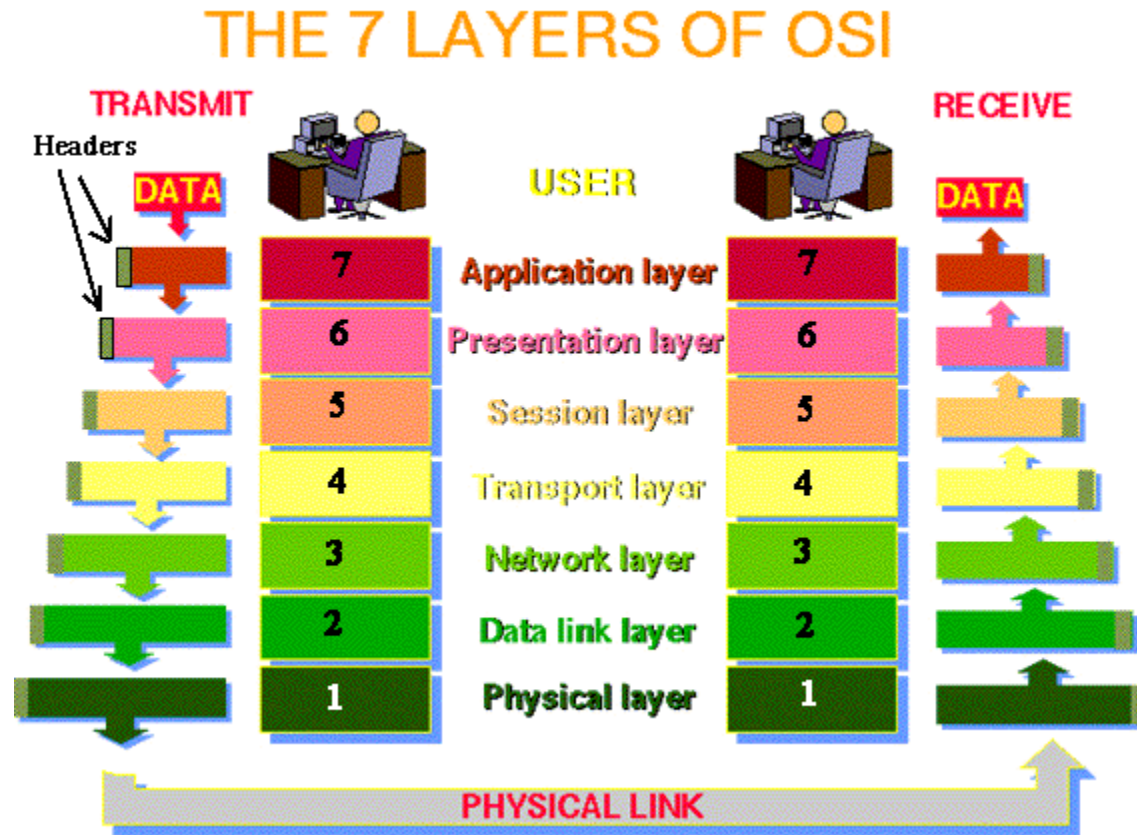 THE 7 LAYERS OF OSI
TRANSMIT
RECEIVE
Headers
DATA
USER
DATA
7
Application layer
7
6
Presentation layer
6
5
Session layer
5
4
Transport layer
4
3
Network layer
3
2
Data link layer
2
1
Physical layer
1
PHYSICAL LINK